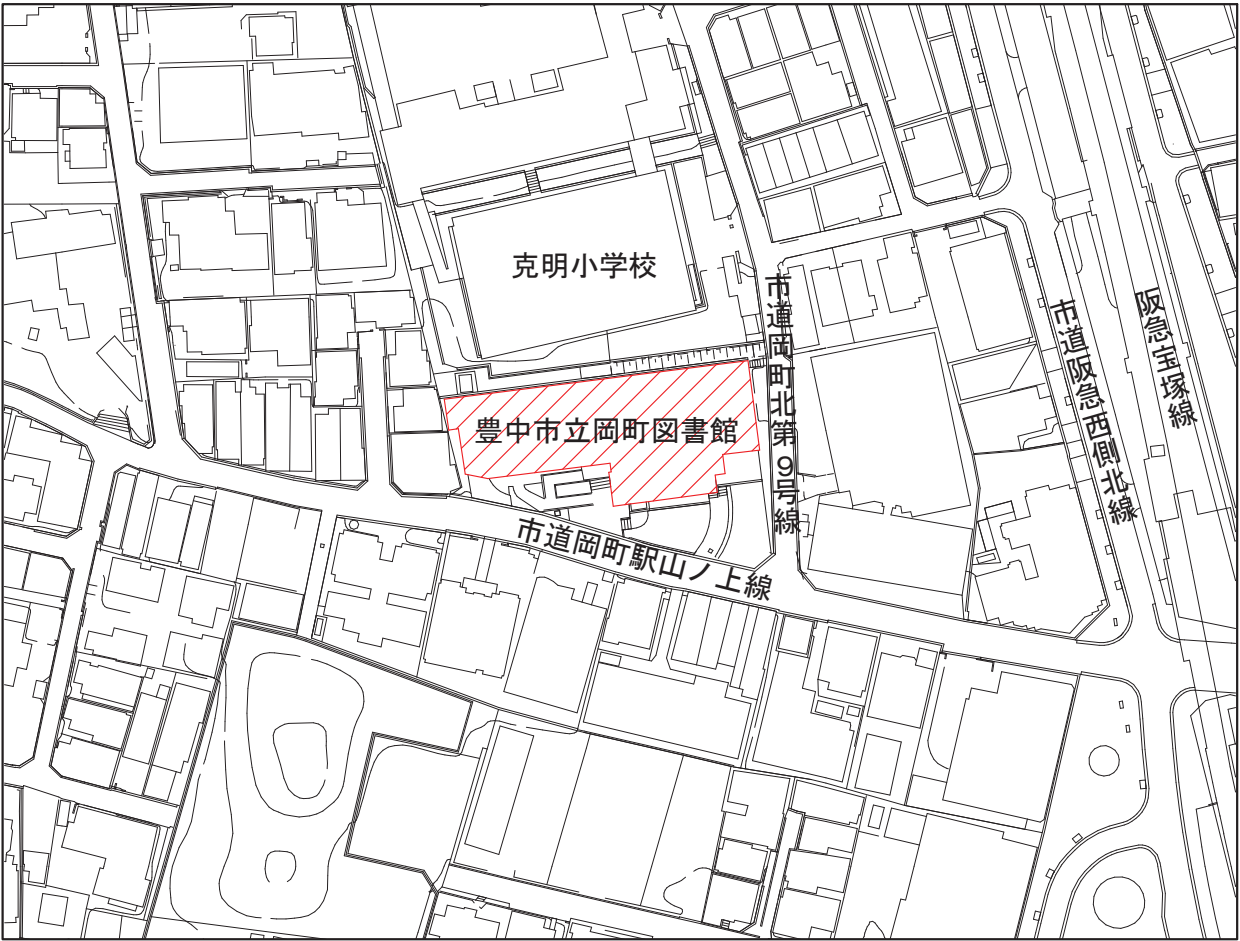 克明小学校
豊中市立岡町図書館
市道岡町北第9号線
市道岡町駅山ノ上線
市道阪急西側北線
阪急宝塚線